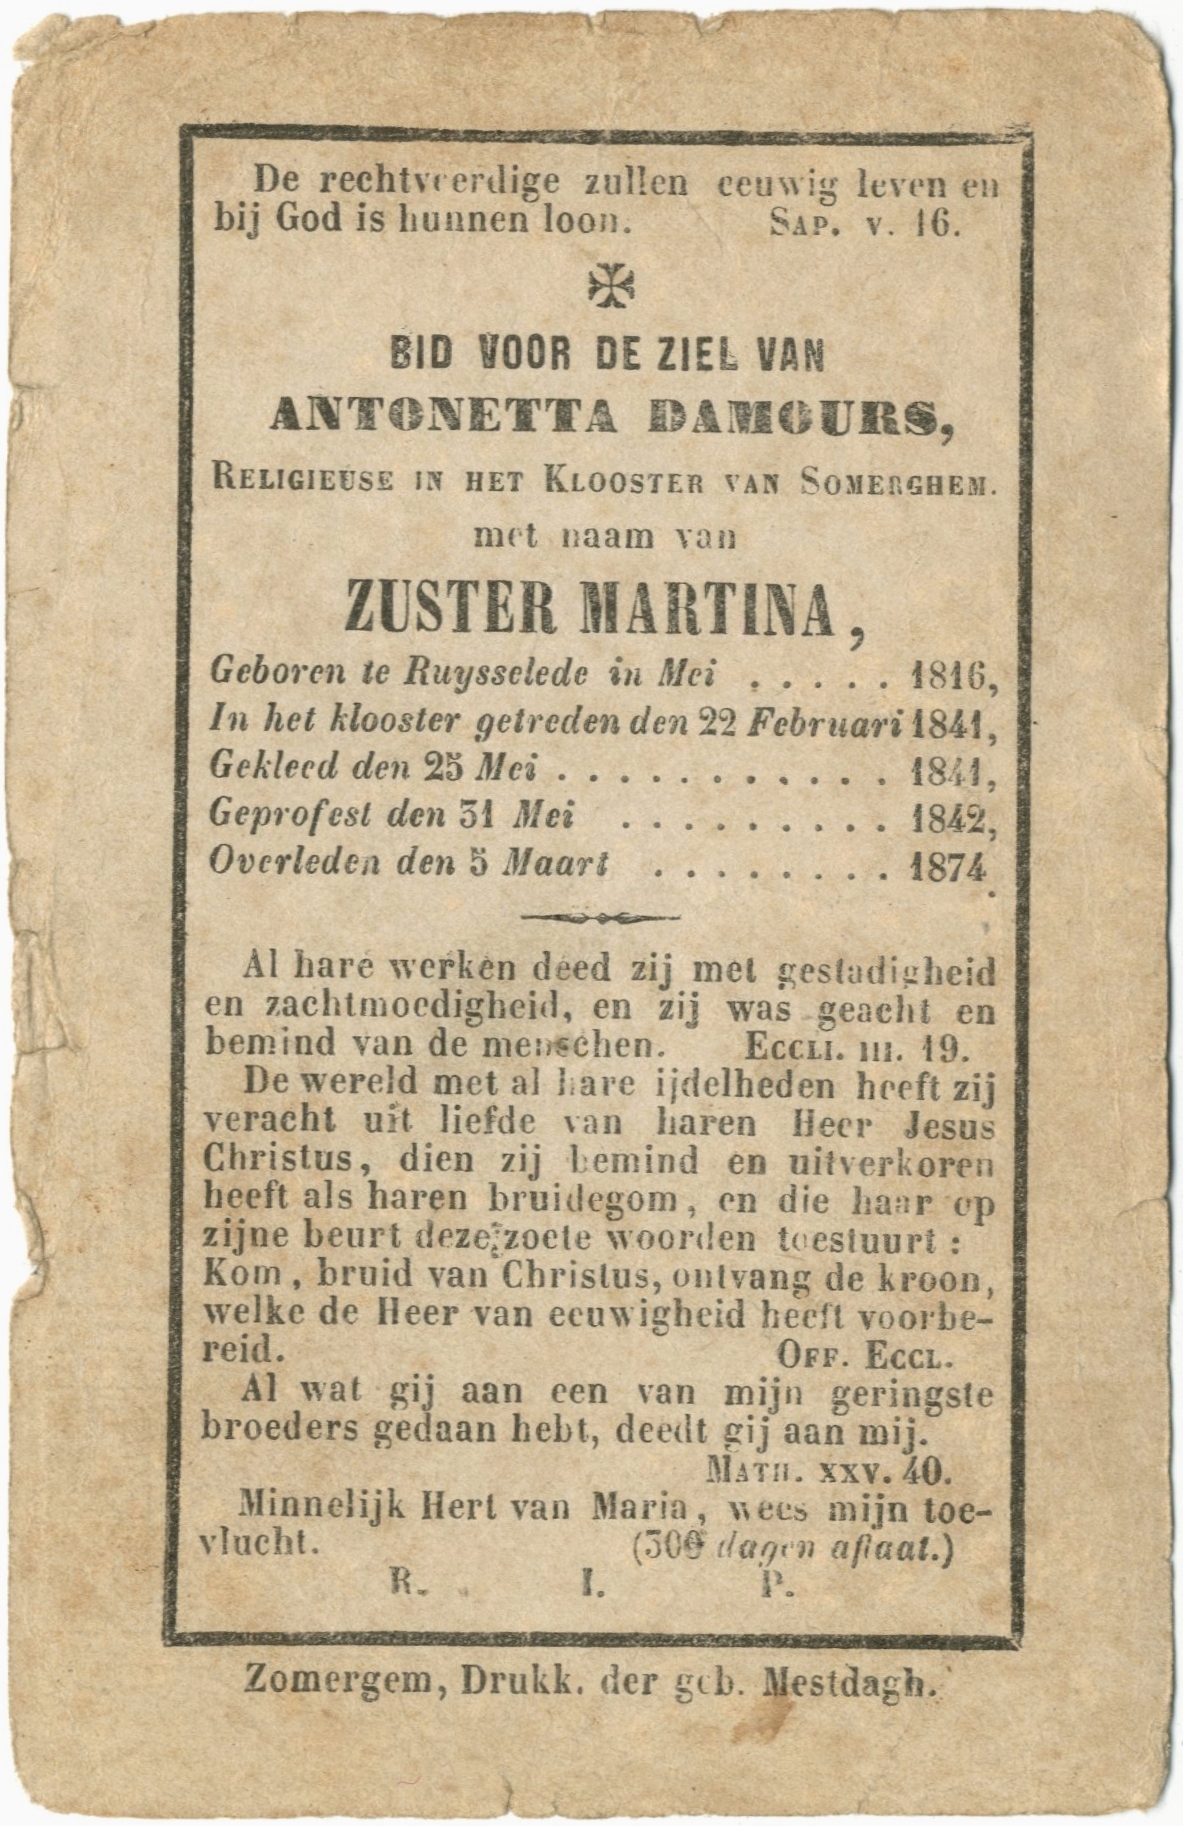 De rechtveerdige zullen eeuwig leven en
bij God is hunnen loon. SAP. V. 16.
BID VOOR DE ZIEL VAN
ANTONETTA DAMOURS,
RELIGIEUSE IN HET KLOOSTER VAN SOMERGHEM.
met naam van
ZUSTER MARTINA,
Geboren te Ruysselede in Mei . . . . . 1816,
In het klooster getreden den 22 Februari 1841,
Gekleed den 25 Mei . . . . . . . . . . . 1841,
Geprofest den 31 Mei . . . . . . . . . 1842,
Overleden den 5 Maart . . . . . . . . 1874.
Al hare werken deed zij met gestadigheid
en zachtmoedigheid, en zij was geacht en
bemind van de menschen. ECCLI. III. 19.
De wereld met al hare ijdelheden heeft zij
veracht uit liefde van haren Heer Jesus
Christus, dien zij bemind en uitverkoren
heeft als haren bruidegom, en die haar op
zijne beurt deze zoete woorden toestuurt :
Kom, bruid van Christus, ontvang de kroon,
welke de Heer van eeuwigheid heeft voorbe-
reid. OFF. ECCL.
Al wat gij aan een van mijn geringste
broeders gedaan hebt, deedt gij aan mij.
MATH. XXV. 40.
Minnelijk Hert van Maria, wees mijn toe-
vlucht. (300 dagen aflaat.)
R. I. P.
Zomergem, Drukk. der geb. Mestdagh.